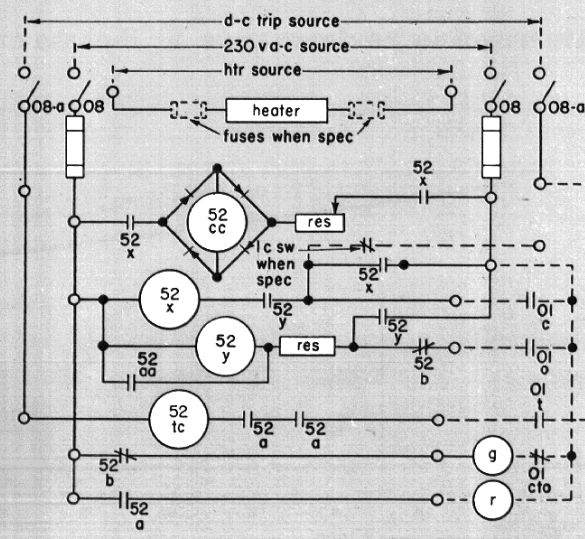 d-c trip source
230 v a-c source
htr source
08-a
08
heater
08
08-a
fuses when spec
52
x
52
cc
res
52
x
lc sw
when
spec
52
x
52
x
52
y
01
c
52
y
52
y
res
52
b
01
o
52
aa
52
tc
52
a
52
a
01
t
52
b
g
01
cto
52
a
r